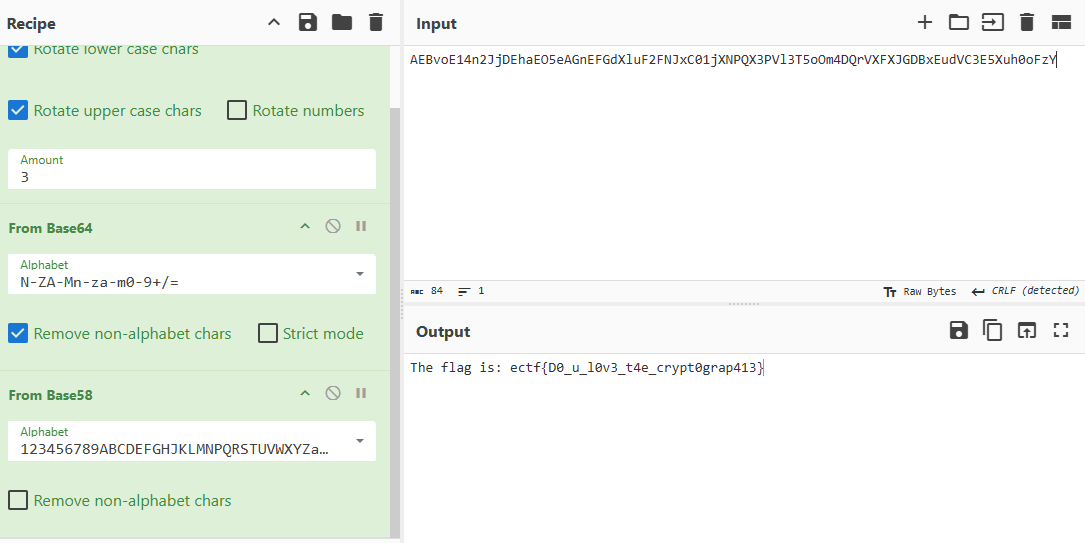 Recipe
Rotate lower case chars
Rotate upper case chars
Rotate numbers
Amount
3
From Base64
Alphabet
N-ZA-Mn-za-m0-9+/=
Remove non-alphabet chars
Strict mode
From Base58
Alphabet
123456789ABCDEFGHJKLMNPQRSTUVWXYZa…
Remove non-alphabet chars
Input
AEBvoE14n2JjDEhaEO5eAGnEFGdXluF2FNJxC01jXNPQX3PVl3T5oOm4DQrVXFXJGDBxEudVC3E5Xuh0oFzY
ABC 84 1
Raw Bytes CRLF (detected)
Output
The flag is: ectf{D0_u_l0v3_t4e_crypt0grap413}